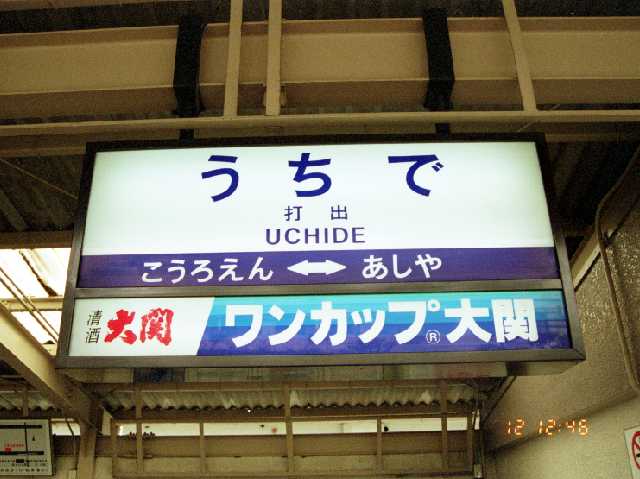 うちで
打出
UCHIDE
こうろえん ⟷ あしや
清酒 大関 ワンカップ® 大関
12 12:46